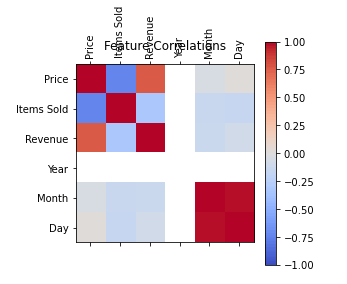 Feature Correlations
Price
Items Sold
Revenue
Year
Month
Day
Price
Items Sold
Revenue
Year
Month
Day
1.00
0.75
0.50
0.25
0.00
−0.25
−0.50
−0.75
−1.00